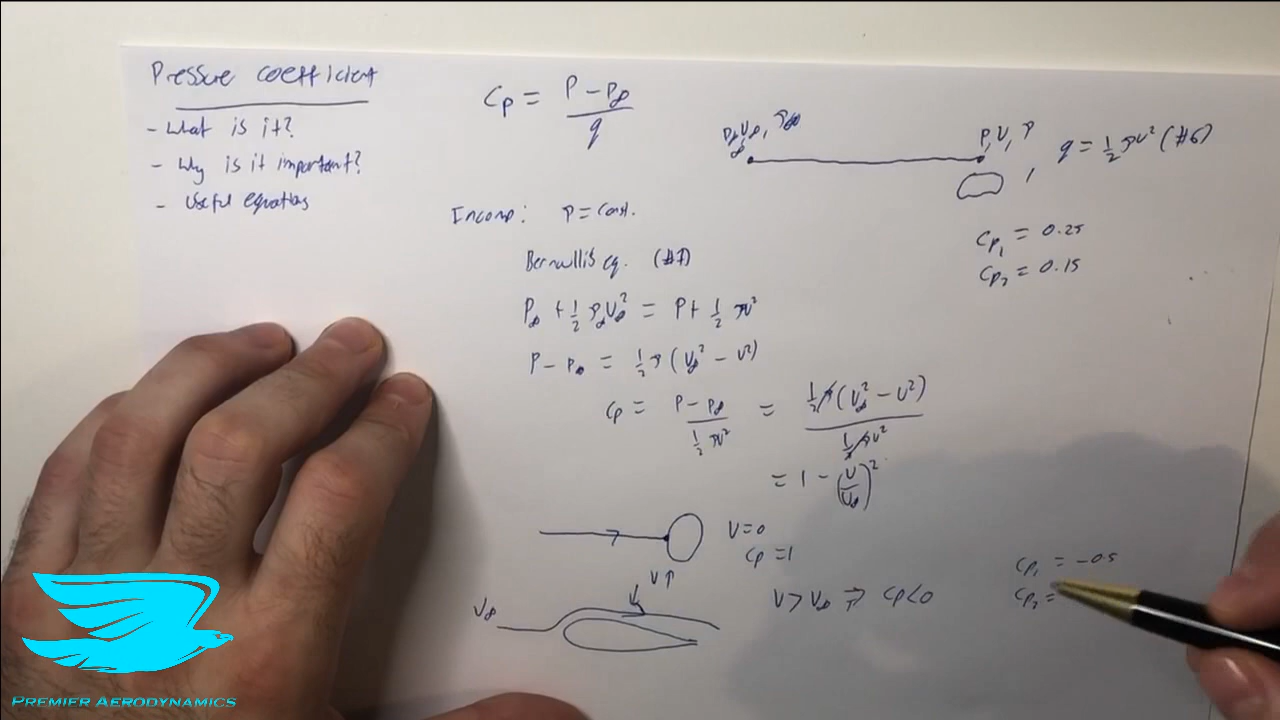 Pressure coefficient
- What is it?
- Why is it important?
- Useful equations
Cp = P - P∞ / q
P∞, V∞, ρ∞
P, V, ρ
, q = 1/2 ρV² (#6)
Cp₁ = 0.25
Cp₂ = 0.15
Incomp: ρ = const.
Bernoulli's eq. (#7)
P∞ + 1/2 ρ∞V∞² = P + 1/2 ρV²
P - P∞ = 1/2 ρ (V∞² - V²)
Cp = P - P∞ / 1/2 ρV² = 1/2 ρ (V∞² - V²) / 1/2 ρV²
= 1 - (V/V∞)²
V = 0
Cp = 1
V↑
V∞
V > V∞ ⇒ Cp < 0
Cp₁ = -0.5
Cp₂ =
PREMIER AERODYNAMICS